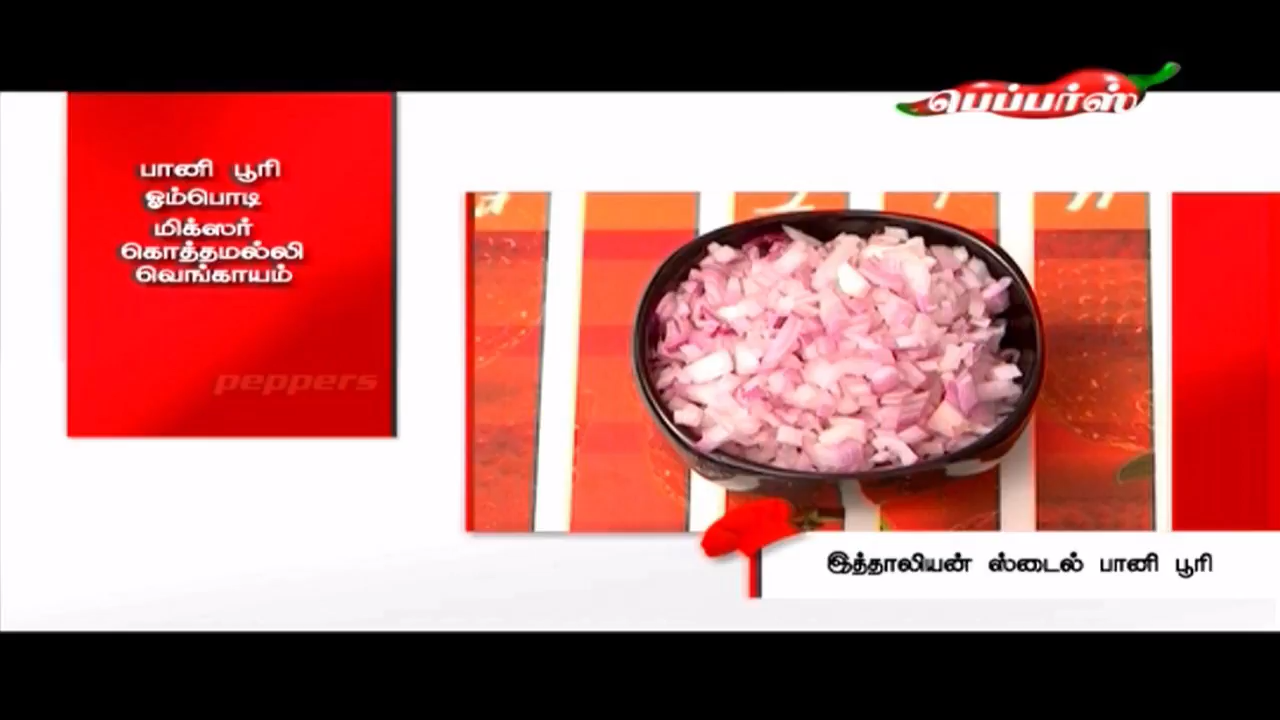 பெப்பர்ஸ்
பானி பூரி
ஓம்பொடி
மிக்ஸர்
கொத்தமல்லி
வெங்காயம்
peppers
இத்தாலியன் ஸ்டைல் பானி பூரி